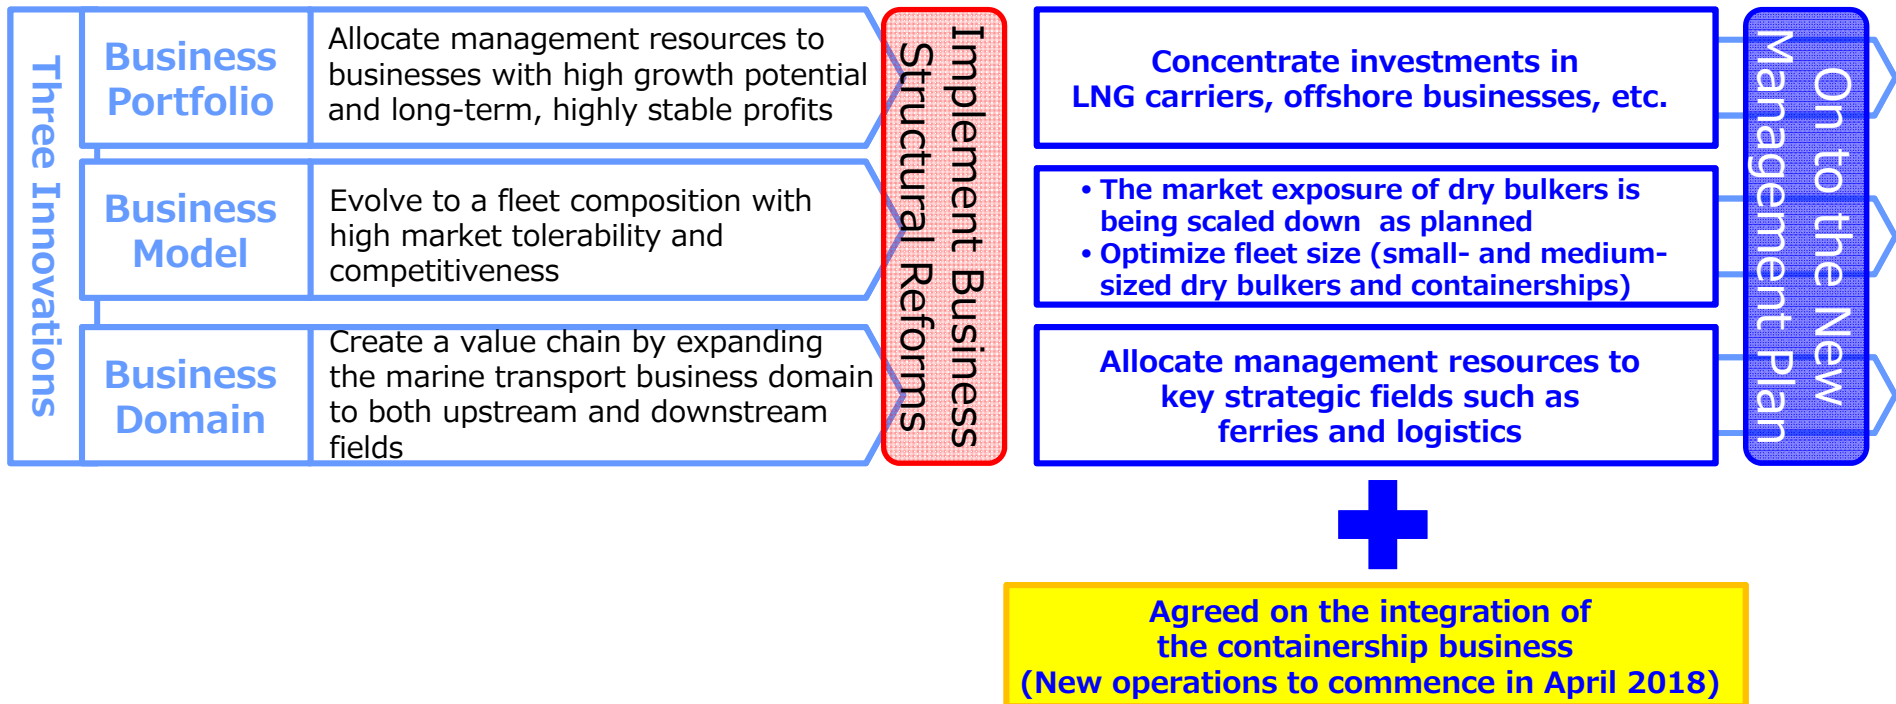 Three Innovations
Business
Portfolio
Allocate management resources to
businesses with high growth potential
and long-term, highly stable profits
Business
Model
Evolve to a fleet composition with
high market tolerability and
competitiveness
Business
Domain
Create a value chain by expanding
the marine transport business domain
to both upstream and downstream
fields
Implement Business
Structural Reforms
Concentrate investments in
LNG carriers, offshore businesses, etc.
• The market exposure of dry bulkers is
being scaled down as planned
• Optimize fleet size (small- and medium-
sized dry bulkers and containerships)
Allocate management resources to
key strategic fields such as
ferries and logistics
On to the New
Management Plan
Agreed on the integration of
the containership business
(New operations to commence in April 2018)